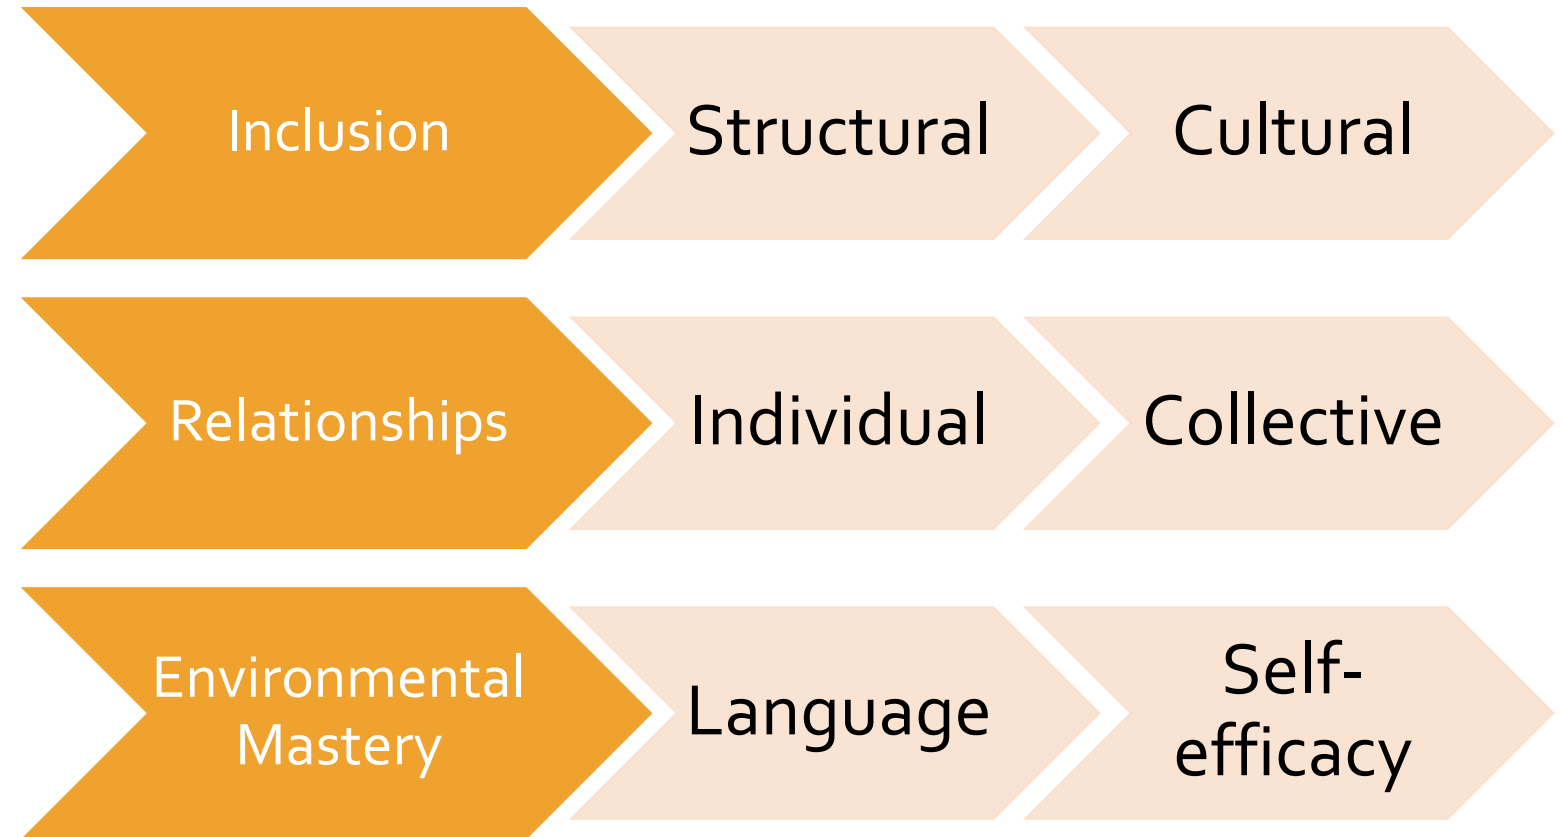 Inclusion
Structural
Cultural
Relationships
Individual
Collective
Environmental
Mastery
Language
Self-
efficacy